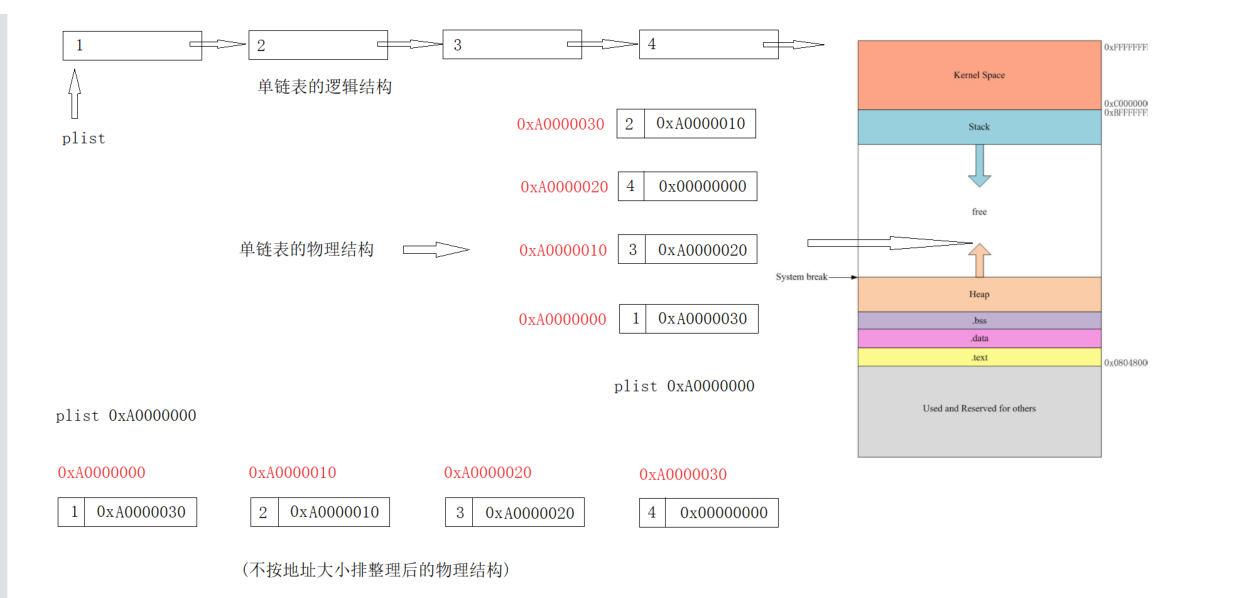 1
2
3
4
单链表的逻辑结构
plist
0xA0000030 2 0xA0000010
0xA0000020 4 0x00000000
单链表的物理结构
0xA0000010 3 0xA0000020
0xA0000000 1 0xA0000030
plist 0xA0000000
0xFFFFFFF
Kernel Space
0xC000000
0xBFFFFFF
Stack
free
System break
Heap
.bss
.data
.text
0x0804800
Used and Reserved for others
plist 0xA0000000
0xA0000000 0xA0000010 0xA0000020 0xA0000030
1 0xA0000030 2 0xA0000010 3 0xA0000020 4 0x00000000
(不按地址大小排整理后的物理结构)